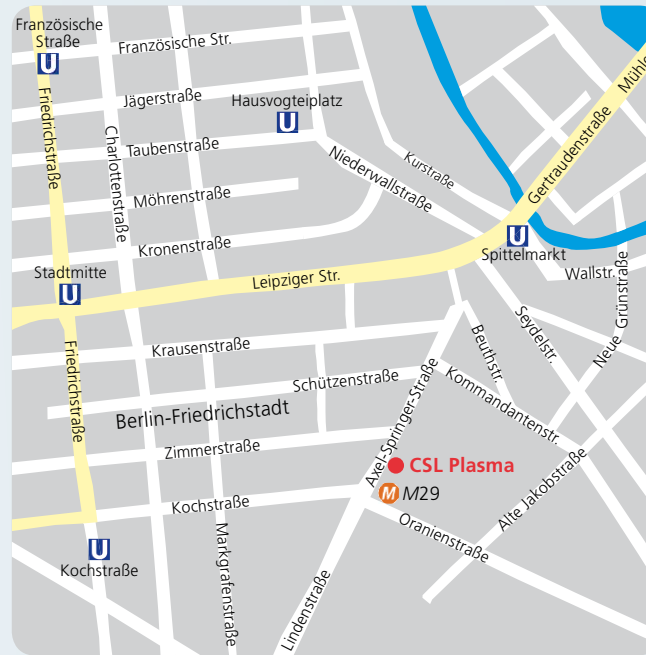 Französische
Straße
U
Französische Str.
Mühle
Jägerstraße
Hausvogteiplatz
U
Friedrichstraße
Charlottenstraße
Taubenstraße
Niederwallstraße
Kurstraße
Gertraudenstraße
Möhrenstraße
Kronenstraße
U
Spittelmarkt
Wallstr.
Stadtmitte
U
Leipziger Str.
Neue Grünstraße
Seydelstr.
Beuthstr.
Friedrichstraße
Krausenstraße
Schützenstraße
Axel-Springer-Straße
Kommandantenstr.
Berlin-Friedrichstadt
Zimmerstraße
CSL Plasma
M M29
Alte Jakobstraße
Kochstraße
Oranienstraße
U
Kochstraße
Markgrafenstraße
Lindenstraße